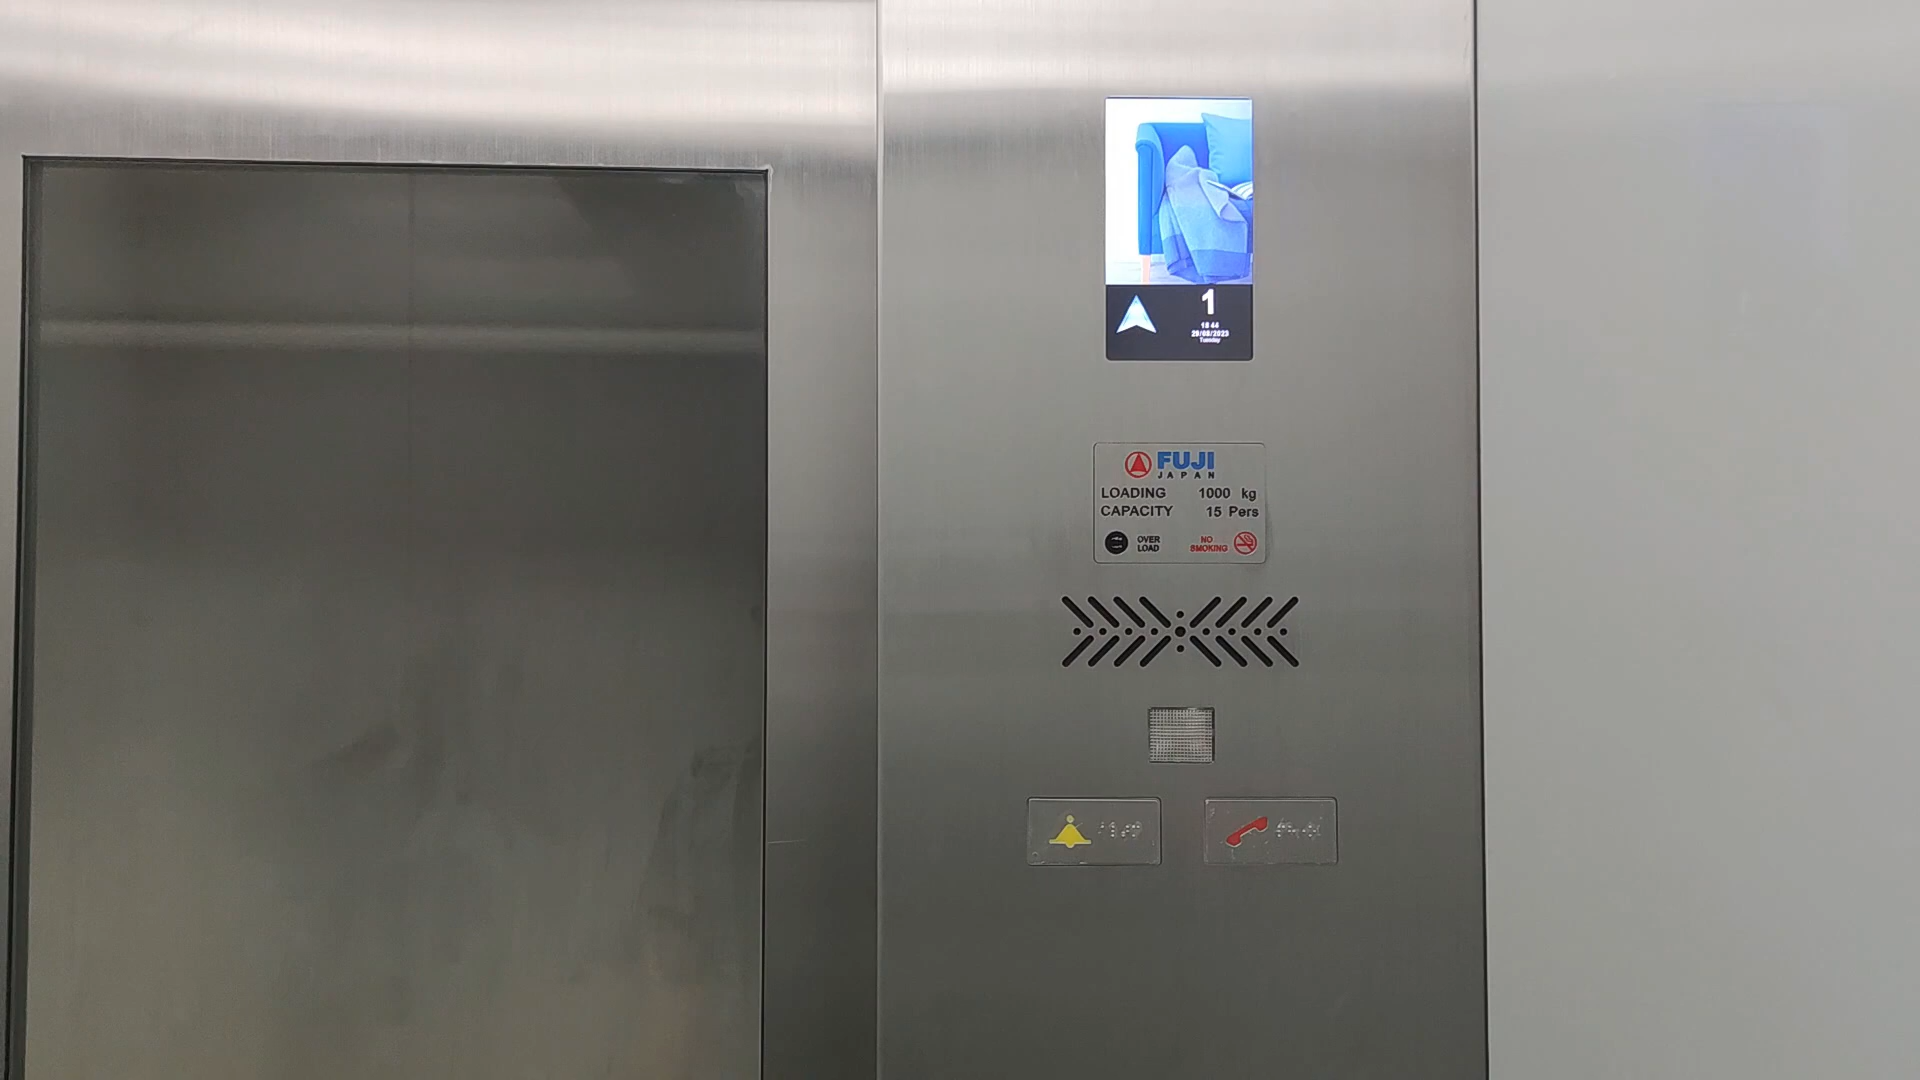 1
18 44
29/08/2023
Tuesday
FUJI
JAPAN
LOADING 1000 kg
CAPACITY 15 Pers
OVER LOAD
NO SMOKING